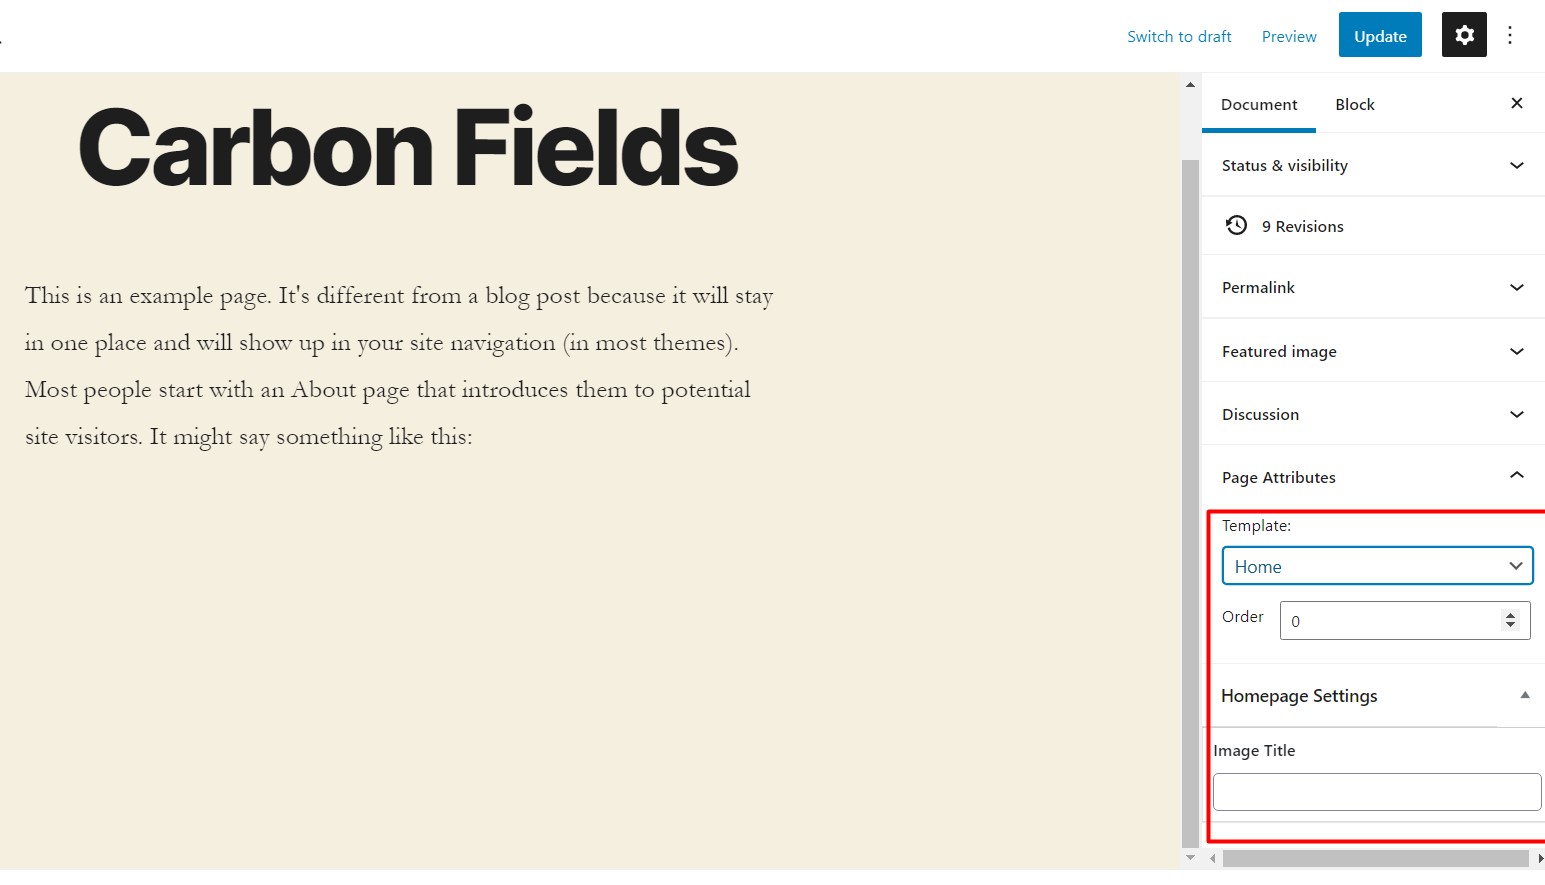 Switch to draft Preview Update
Document Block
Carbon Fields
Status & visibility
9 Revisions
This is an example page. It's different from a blog post because it will stay
in one place and will show up in your site navigation (in most themes).
Most people start with an About page that introduces them to potential
site visitors. It might say something like this:
Permalink
Featured image
Discussion
Page Attributes
Template:
Home
Order 0
Homepage Settings
Image Title